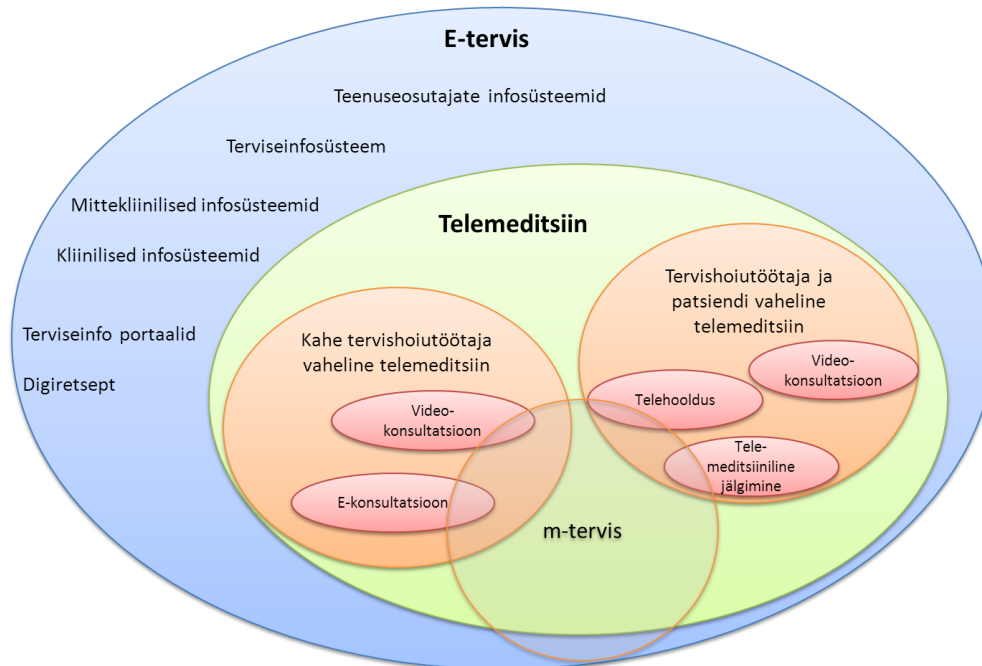 E-tervis
Teenuseosutajate infosüsteemid
Terviseinfosüsteem
Mittekliinilised infosüsteemid
Kliinilised infosüsteemid
Terviseinfo portaalid
Digiretsept
Telemeditsiin
Kahe tervishoiutöötaja
vaheline telemeditsiin
Video-
konsultatsioon
E-konsultatsioon
Tervishoiutöötaja ja
patsiendi vaheline
telemeditsiin
Video-
konsultatsioon
Telehooldus
Tele-
meditsiiniline
jälgimine
m-tervis